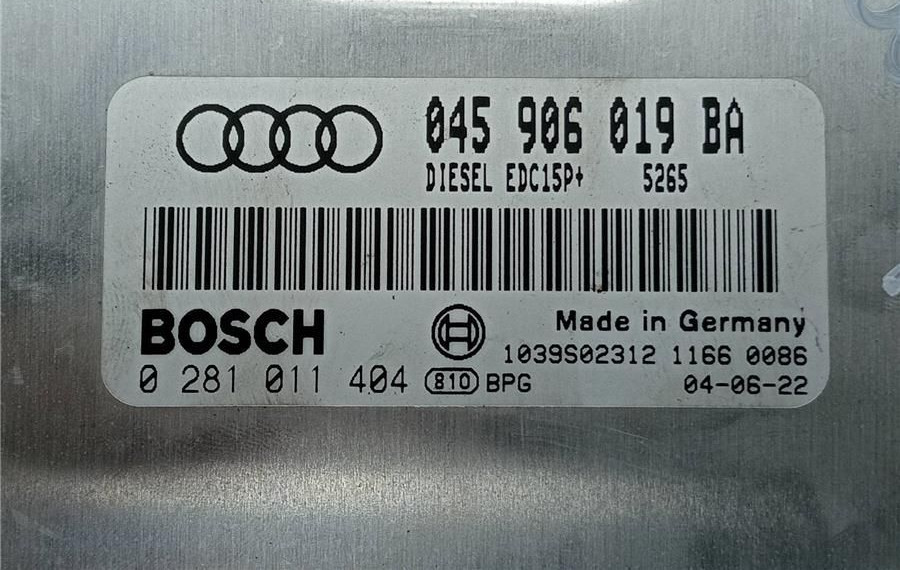 045 906 019 BA
DIESEL EDC15P+ 5265
BOSCH
Made in Germany
1039S02312 1166 0086
0 281 011 404 810 BPG 04-06-22